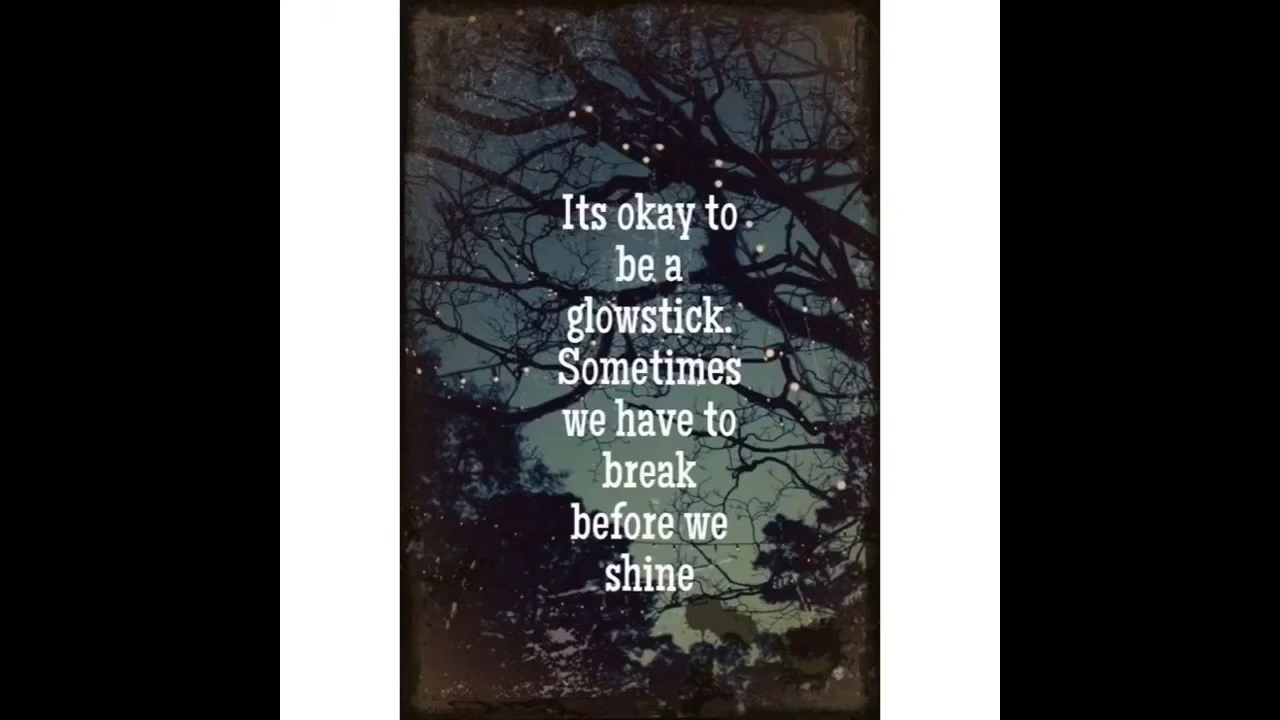 Its okay to
be a
glowstick.
Sometimes
we have to
break
before we
shine